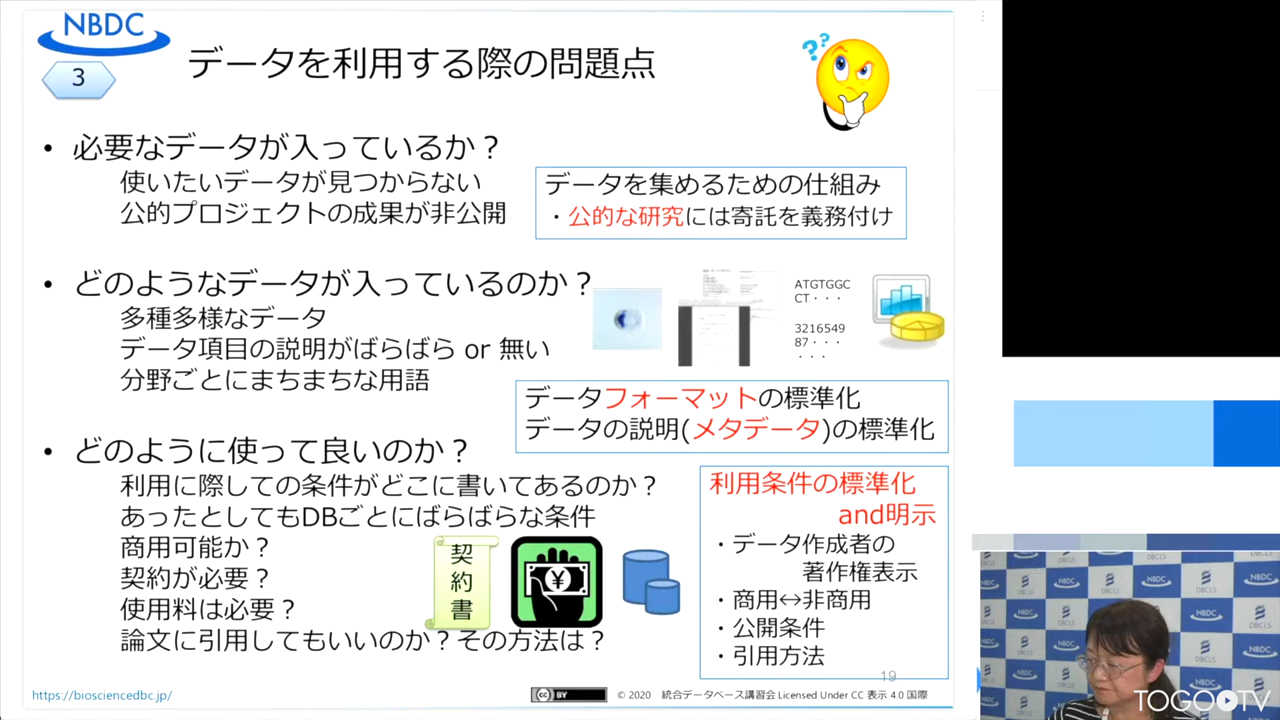 NBDC
3
データを利用する際の問題点
??
• 必要なデータが入っているか？
使いたいデータが見つからない
公的プロジェクトの成果が非公開
データを集めるための仕組み
・公的な研究には寄託を義務付け
• どのようなデータが入っているのか？
多種多様なデータ
データ項目の説明がばらばら or 無い
分野ごとにまちまちな用語
ATGTGGC
CT・・・
3216549
87・・・
・・・
データフォーマットの標準化
データの説明(メタデータ)の標準化
• どのように使って良いのか？
利用に際しての条件がどこに書いてあるのか？
あったとしてもDBごとにばらばらな条件
商用可能か？
契約が必要？
使用料は必要？
論文に引用してもいいのか？その方法は？
契
約
書
¥
利用条件の標準化
and明示
・データ作成者の
著作権表示
・商用↔非商用
・公開条件
・引用方法
19
https://biosciencedbc.jp/
cc BY
© 2020 統合データベース講習会 Licensed Under CC 表示 4.0 国際
NBDC
DBCLS
TOGO TV